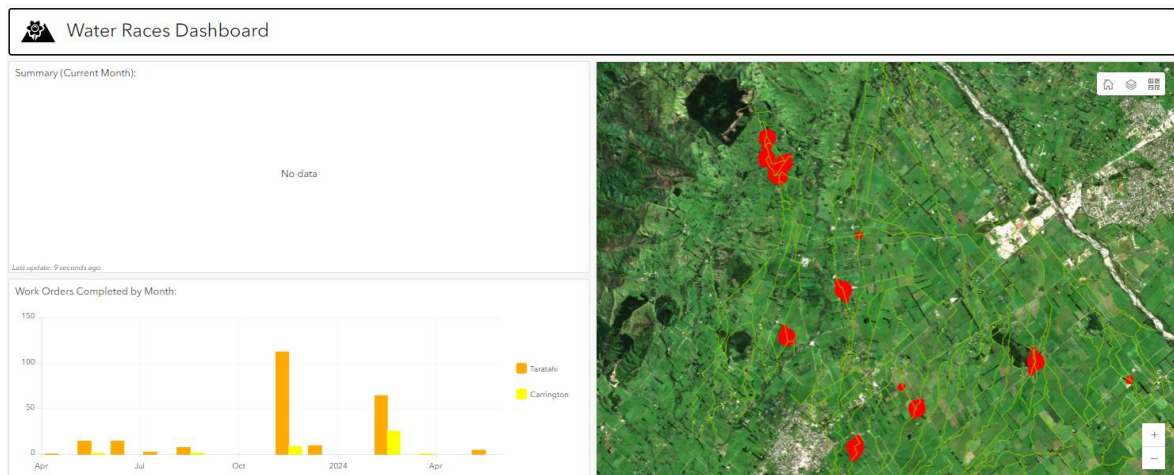 Water Races Dashboard
Summary (Current Month):
No data
Last update: 9 seconds ago
Work Orders Completed by Month:
150
100
50
0
Apr Jul Oct 2024 Apr
Taratahi
Carrington
+
−